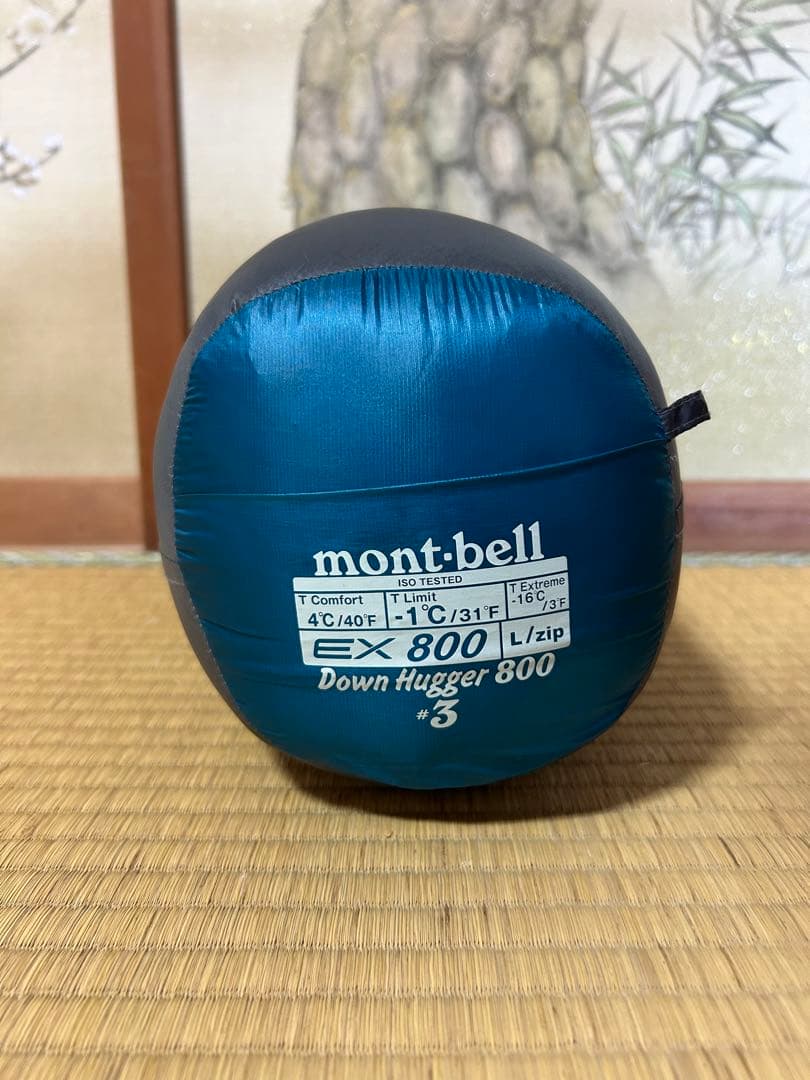 mont-bell
ISO TESTED
T Comfort T Limit T Extreme
4℃/40°F -1℃/31°F -16℃/3°F
EX 800 L/zip
Down Hugger 800
#3